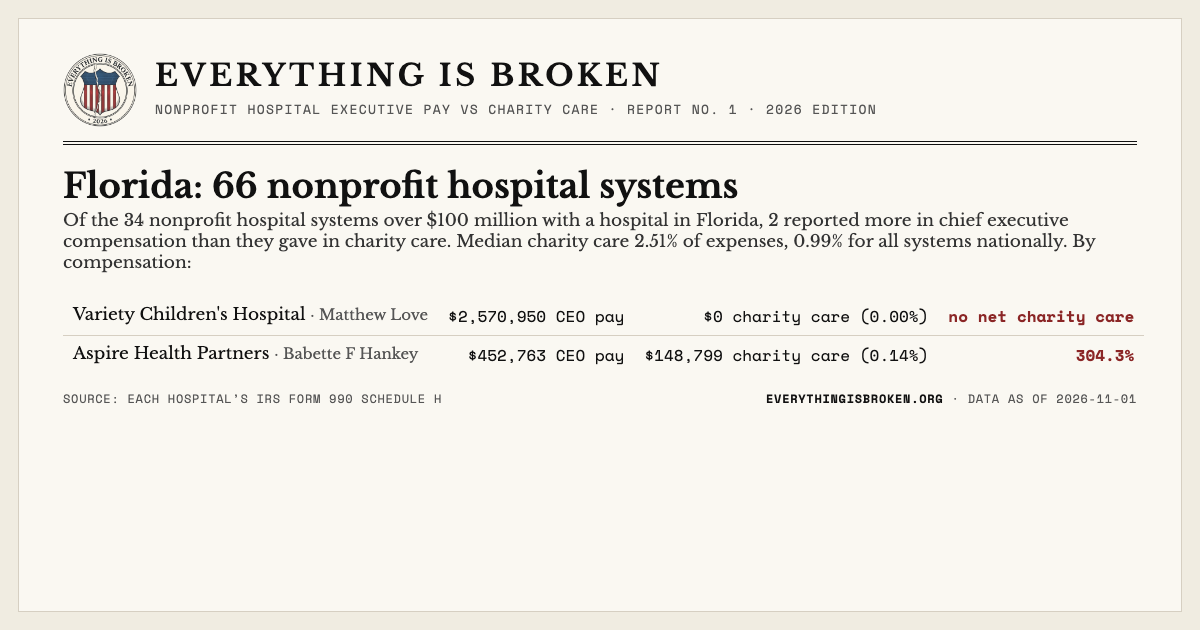 EVERYTHING IS BROKEN
· 2026 ·
EVERYTHING IS BROKEN
NONPROFIT HOSPITAL EXECUTIVE PAY VS CHARITY CARE · REPORT NO. 1 · 2026 EDITION
Florida: 66 nonprofit hospital systems
Of the 34 nonprofit hospital systems over $100 million with a hospital in Florida, 2 reported more in chief executive
compensation than they gave in charity care. Median charity care 2.51% of expenses, 0.99% for all systems nationally. By
compensation:
Variety Children's Hospital · Matthew Love $2,570,950 CEO pay $0 charity care (0.00%) no net charity care
Aspire Health Partners · Babette F Hankey $452,763 CEO pay $148,799 charity care (0.14%) 304.3%
SOURCE: EACH HOSPITAL’S IRS FORM 990 SCHEDULE H EVERYTHINGISBROKEN.ORG · DATA AS OF 2026-11-01